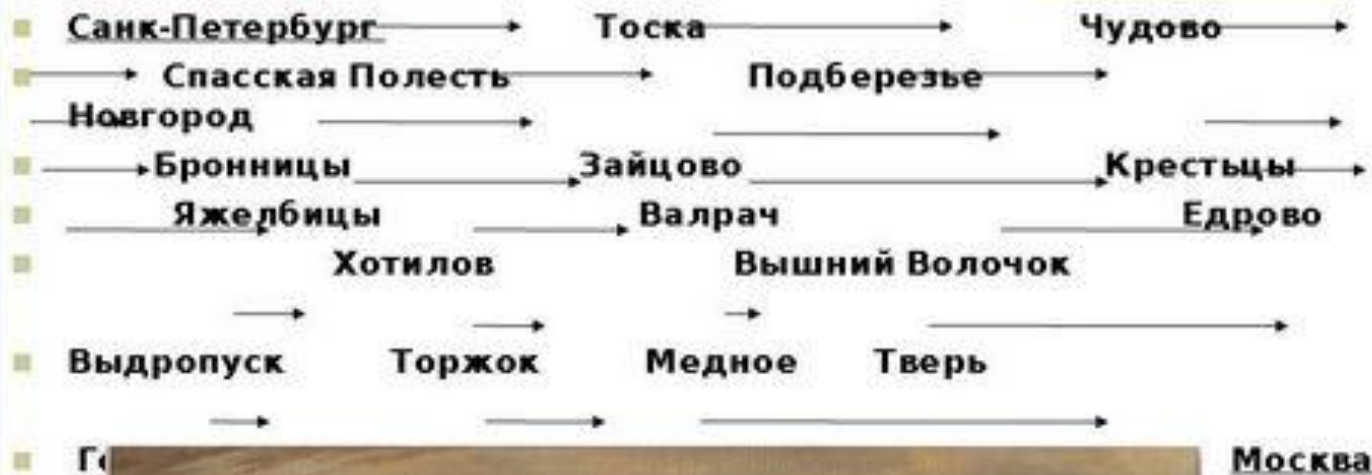 Санк-Петербург Тоска Чудово
Спасская Полесть Подберезье
Новгород
Бронницы Зайцово Крестьцы
Яжелбицы Валрач Едрово
Хотилов Вышний Волочок
Выдропуск Торжок Медное Тверь
Москва